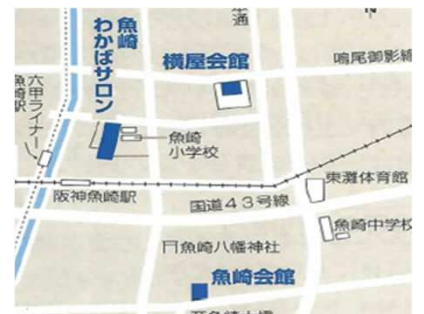 魚崎
わかばサロン
横屋会館
鳴尾御影線
六甲ライナー
魚崎駅
魚崎
小学校
東灘体育館
阪神魚崎駅
国道43号線
魚崎中学校
魚崎八幡神社
魚崎会館